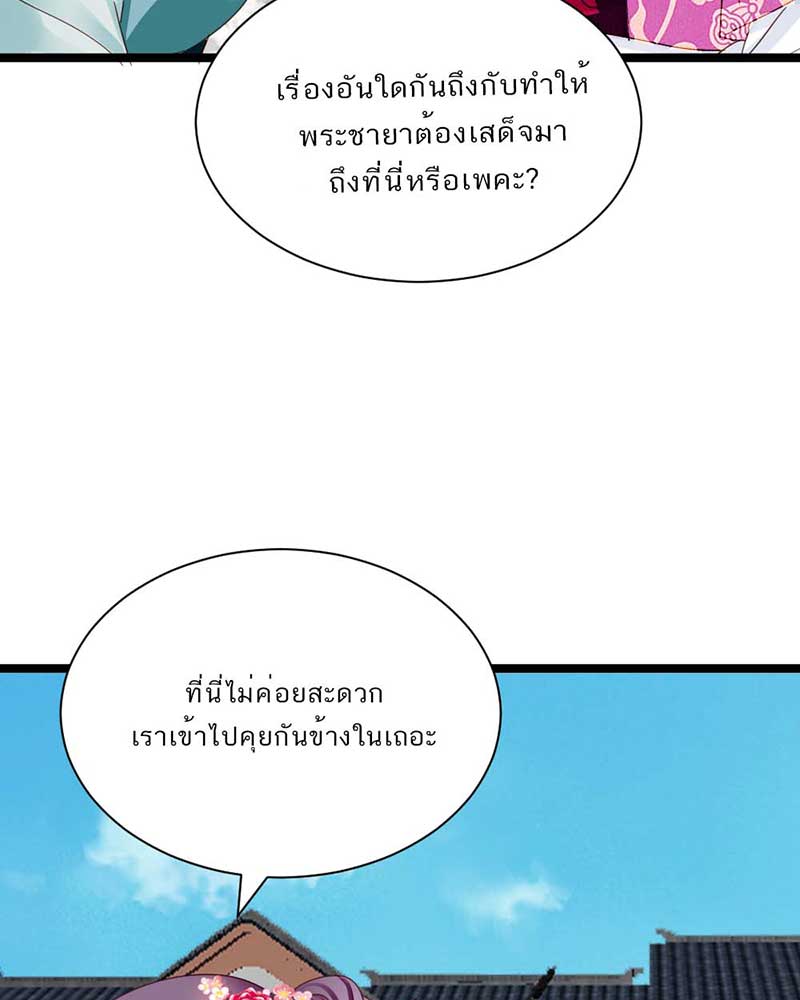 เรื่องอันใดกันถึงกับทำให้
พระชายาต้องเสด็จมา
ถึงที่นี่หรือเพคะ?
ที่นี่ไม่ค่อยสะดวก
เราเข้าไปคุยกันข้างในเถอะ